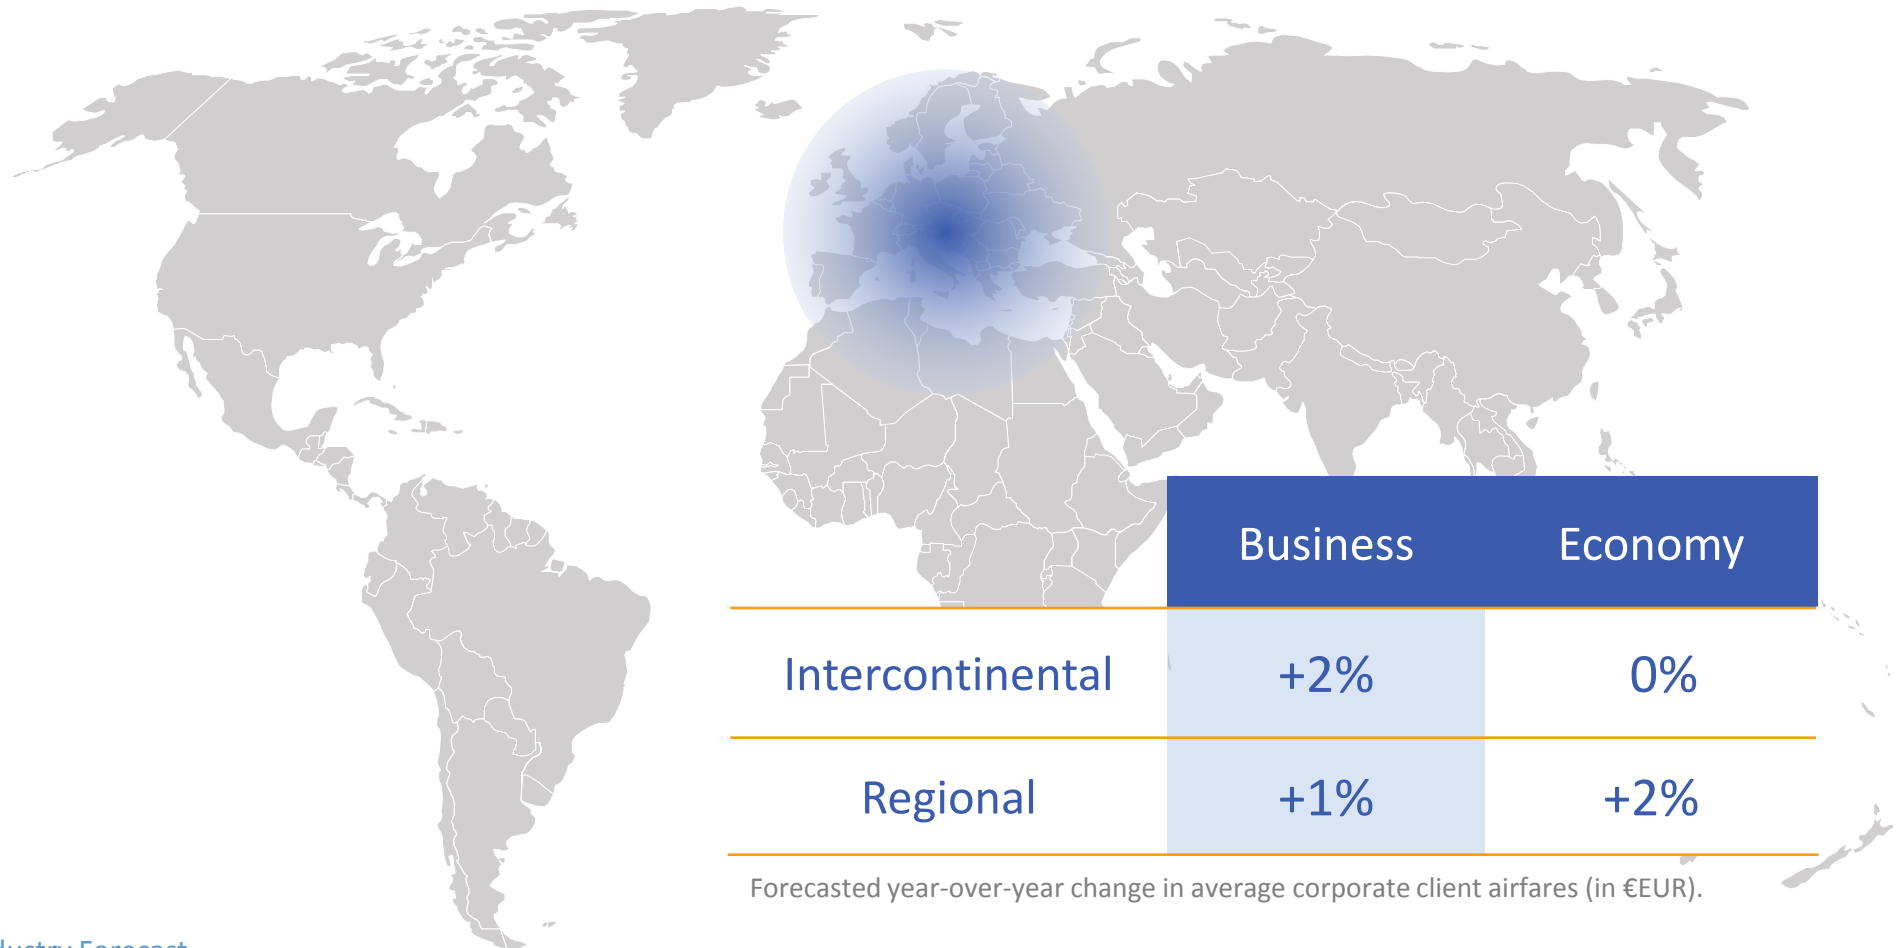 Business Economy
Intercontinental +2% 0%
Regional +1% +2%
Forecasted year-over-year change in average corporate client airfares (in €EUR).
Forecast